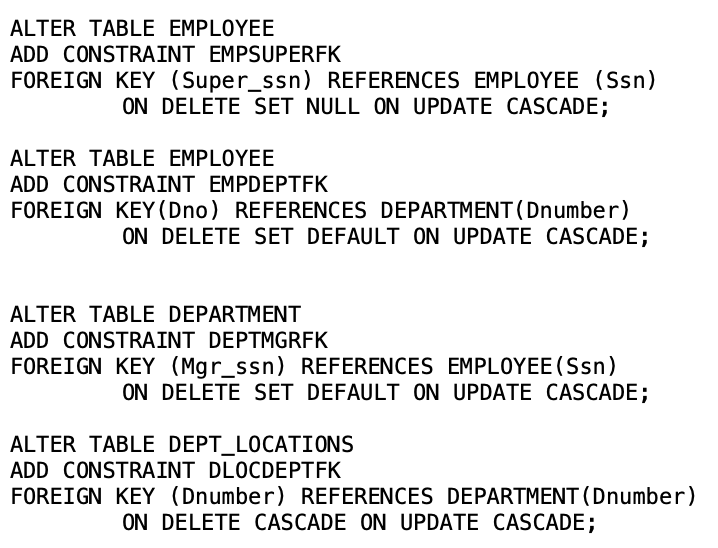 ALTER TABLE EMPLOYEE
ADD CONSTRAINT EMPSUPERFK
FOREIGN KEY (Super_ssn) REFERENCES EMPLOYEE (Ssn)
ON DELETE SET NULL ON UPDATE CASCADE;
ALTER TABLE EMPLOYEE
ADD CONSTRAINT EMPDEPTFK
FOREIGN KEY(Dno) REFERENCES DEPARTMENT(Dnumber)
ON DELETE SET DEFAULT ON UPDATE CASCADE;
ALTER TABLE DEPARTMENT
ADD CONSTRAINT DEPTMGRFK
FOREIGN KEY (Mgr_ssn) REFERENCES EMPLOYEE(Ssn)
ON DELETE SET DEFAULT ON UPDATE CASCADE;
ALTER TABLE DEPT_LOCATIONS
ADD CONSTRAINT DLOCDEPTFK
FOREIGN KEY (Dnumber) REFERENCES DEPARTMENT(Dnumber)
ON DELETE CASCADE ON UPDATE CASCADE;